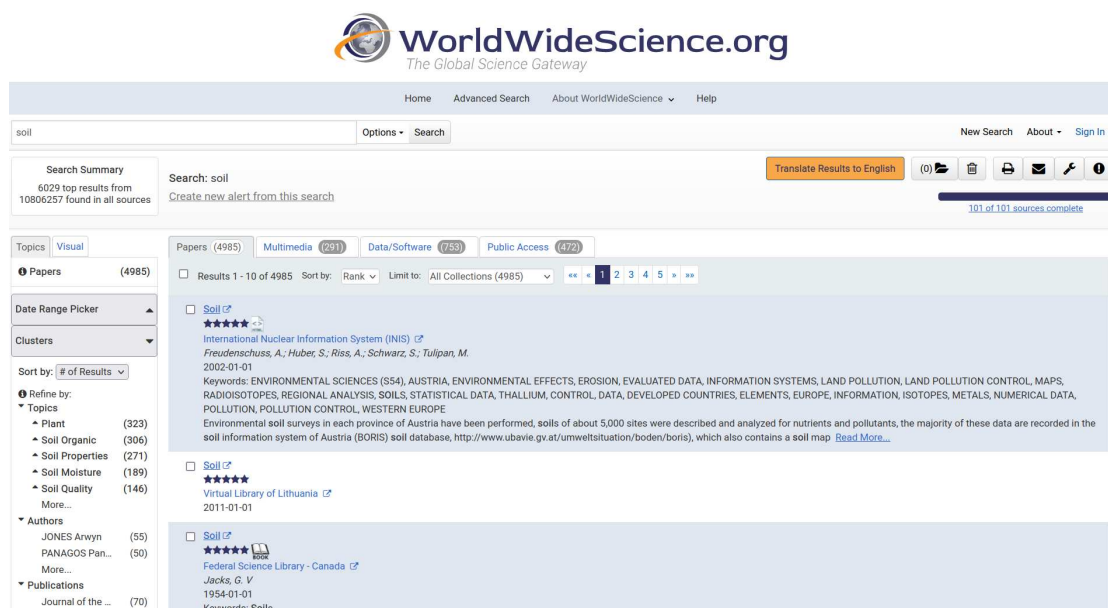 WorldWideScience.org
The Global Science Gateway
Home Advanced Search About WorldWideScience Help
soil Options Search New Search About Sign In
Search Summary
6029 top results from
10806257 found in all sources
Search: soil
Create new alert from this search
Translate Results to English (0)
101 of 101 sources complete
Topics Visual
Papers (4985)
Date Range Picker
Clusters
Sort by: # of Results
Refine by:
Topics
Plant (323)
Soil Organic (306)
Soil Properties (271)
Soil Moisture (189)
Soil Quality (146)
More...
Authors
JONES Arwyn (55)
PANAGOS Pan... (50)
More...
Publications
Journal of the ... (70)
Papers (4985) Multimedia (291) Data/Software (753) Public Access (472)
Results 1 - 10 of 4985 Sort by: Rank Limit to: All Collections (4985) «« « 1 2 3 4 5 » »»
Soil
International Nuclear Information System (INIS)
Freudenschuss, A.; Huber, S.; Riss, A.; Schwarz, S.; Tulipan, M.
2002-01-01
Keywords: ENVIRONMENTAL SCIENCES (S54), AUSTRIA, ENVIRONMENTAL EFFECTS, EROSION, EVALUATED DATA, INFORMATION SYSTEMS, LAND POLLUTION, LAND POLLUTION CONTROL, MAPS,
RADIOISOTOPES, REGIONAL ANALYSIS, SOILS, STATISTICAL DATA, THALLIUM, CONTROL, DATA, DEVELOPED COUNTRIES, ELEMENTS, EUROPE, INFORMATION, ISOTOPES, METALS, NUMERICAL DATA,
POLLUTION, POLLUTION CONTROL, WESTERN EUROPE
Environmental soil surveys in each province of Austria have been performed, soils of about 5,000 sites were described and analyzed for nutrients and pollutants, the majority of these data are recorded in the
soil information system of Austria (BORIS) soil database, http://www.ubavie.gv.at/umweltsituation/boden/boris), which also contains a soil map Read More...
Soil
Virtual Library of Lithuania
2011-01-01
Soil
BOOK
Federal Science Library - Canada
Jacks, G. V
1954-01-01
Keywords: Soils